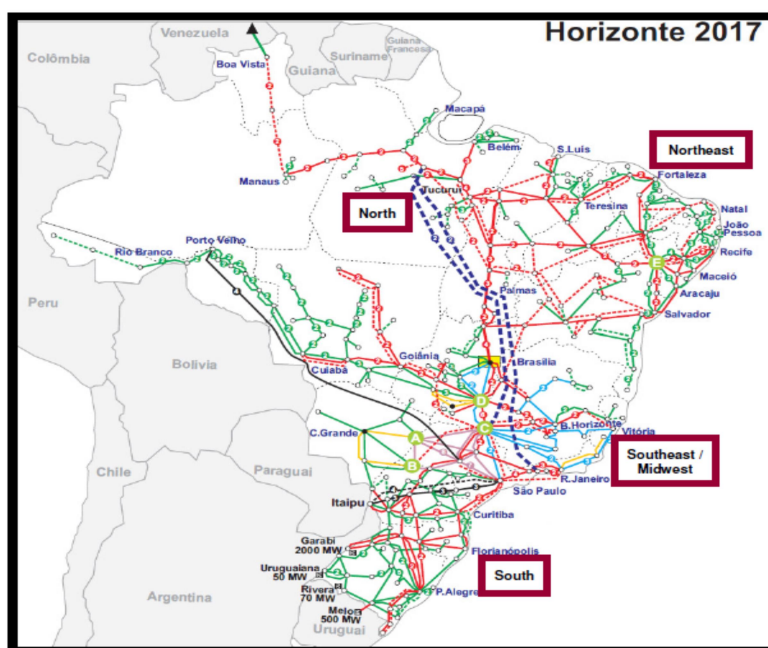 Horizonte 2017
Venezuela
Guiana
Francesa
Suriname
Colômbia
Boa Vista
Guiana
Macapá
Belém
S.Luis
Northeast
Fortaleza
Manaus
Tucuruí
North
Teresina
Natal
João
Pessoa
Recife
Rio Branco
Porto Velho
E
Maceió
Aracaju
Peru
Palmas
Salvador
Bolivia
Goiânia
Brasília
Cuiabá
D
C.Grande
A
C
B.Horizonte
Vitória
B
Southeast /
Midwest
Chile
Paraguai
R.Janeiro
Itaipu
São Paulo
Curitiba
Garabi
2000 MW
Florianópolis
Uruguaiana
50 MW
South
Rivera
70 MW
P.Alegre
Argentina
Melo
500 MW
Uruguai